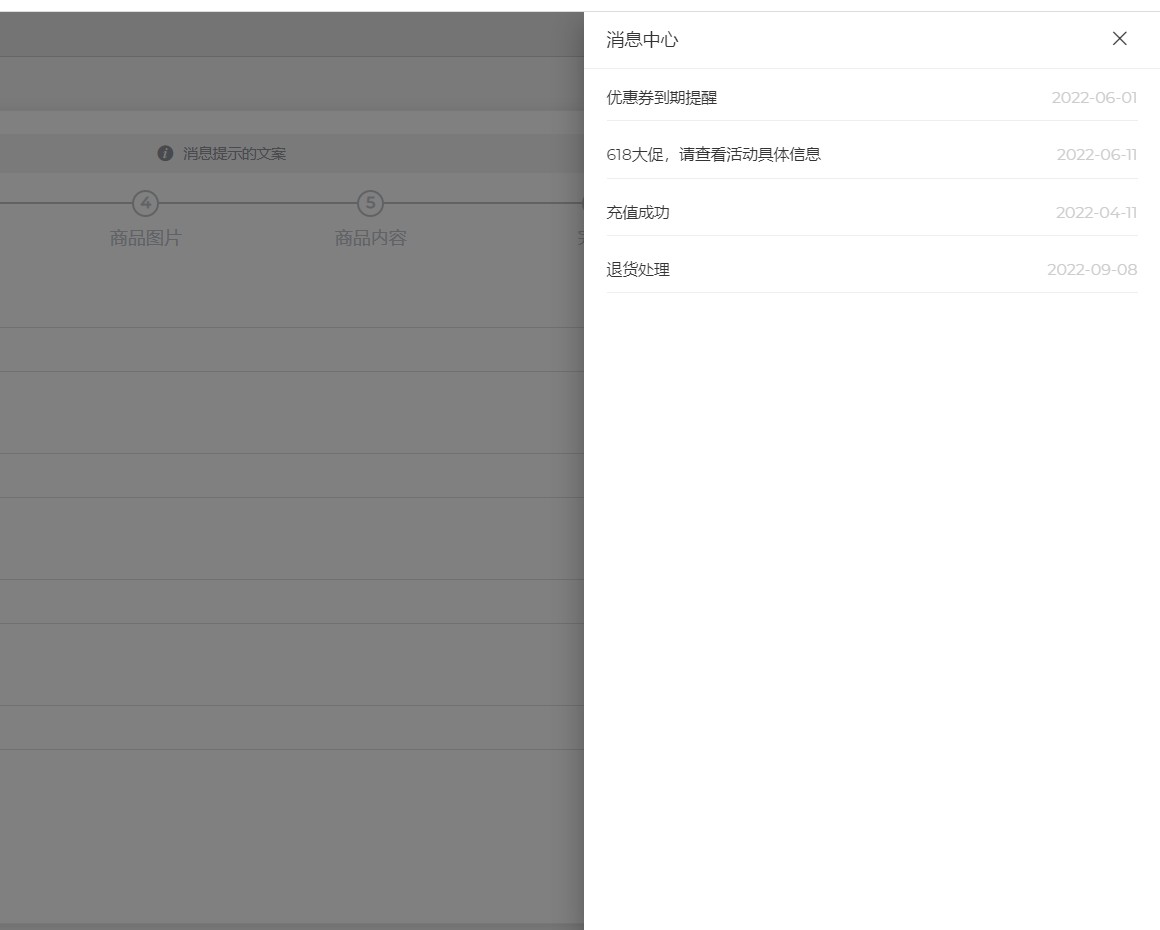 消息中心
优惠券到期提醒 2022-06-01
618大促，请查看活动具体信息 2022-06-11
充值成功 2022-04-11
退货处理 2022-09-08
消息提示的文案
4 5
商品图片 商品内容